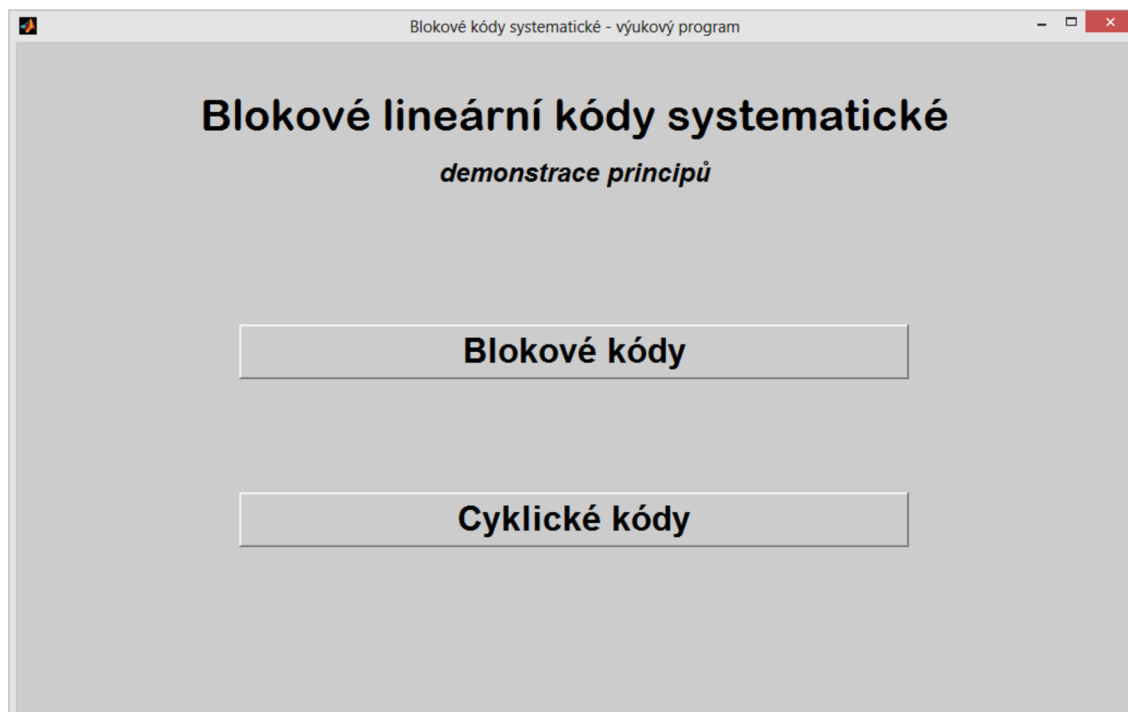 Blokové kódy systematické - výukový program
Blokové lineární kódy systematické
demonstrace principů
Blokové kódy
Cyklické kódy